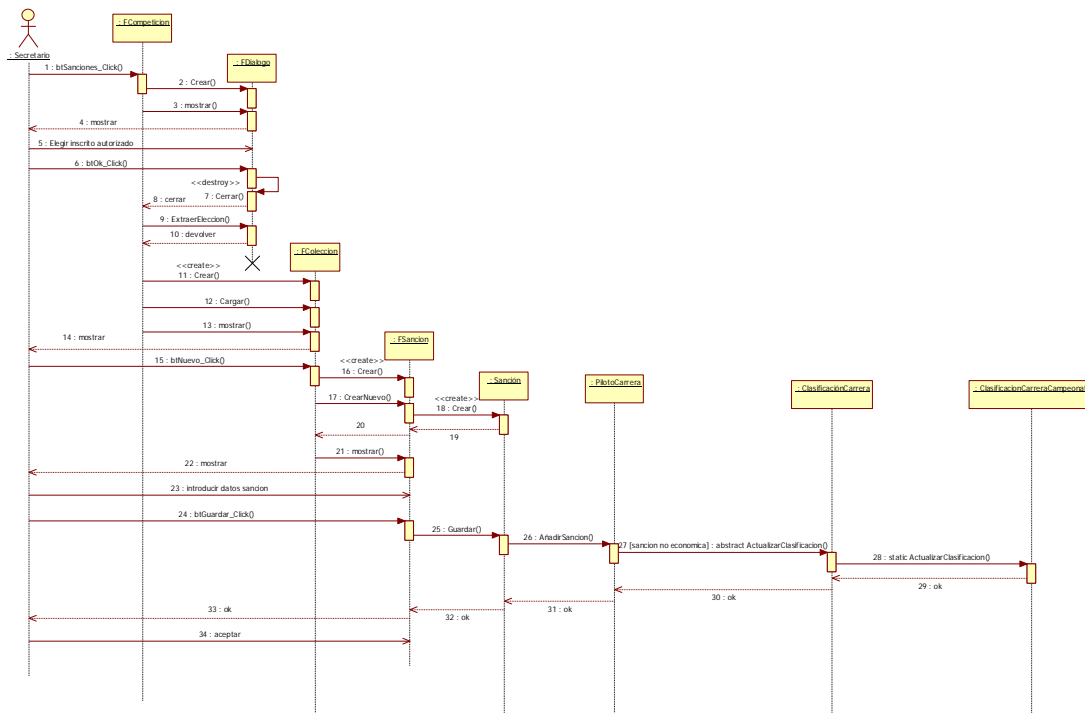 : FCompeticion
: Secretario
: FDialogo
1 : btSanciones_Click()
2 : Crear()
3 : mostrar()
4 : mostrar
5 : Elegir inscrito autorizado
6 : btOk_Click()
<<destroy>>
7 : Cerrar()
8 : cerrar
9 : ExtraerEleccion()
10 : devolver
: FColeccion
<<create>>
11 : Crear()
12 : Cargar()
13 : mostrar()
14 : mostrar
: FSancion
15 : btNuevo_Click()
<<create>>
16 : Crear()
: Sanción
: PilotoCarrera
: ClasificaciónCarrera
: ClasificacionCarreraCampeonat
17 : CrearNuevo()
<<create>>
18 : Crear()
19
20
21 : mostrar()
22 : mostrar
23 : introducir datos sancion
24 : btGuardar_Click()
25 : Guardar()
26 : AñadirSancion()
27 [sancion no economica] : abstract ActualizarClasificacion()
28 : static ActualizarClasificacion()
29 : ok
30 : ok
31 : ok
32 : ok
33 : ok
34 : aceptar